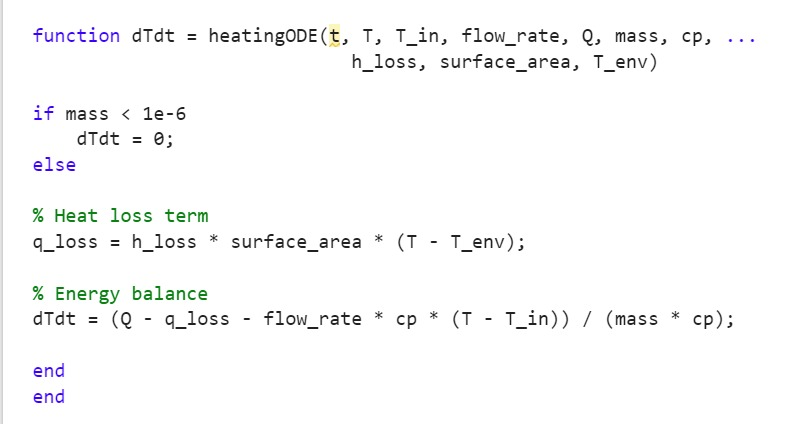 function dTdt = heatingODE(t, T, T_in, flow_rate, Q, mass, cp, ...
h_loss, surface_area, T_env)
if mass < 1e-6
dTdt = 0;
else
% Heat loss term
q_loss = h_loss * surface_area * (T - T_env);
% Energy balance
dTdt = (Q - q_loss - flow_rate * cp * (T - T_in)) / (mass * cp);
end
end